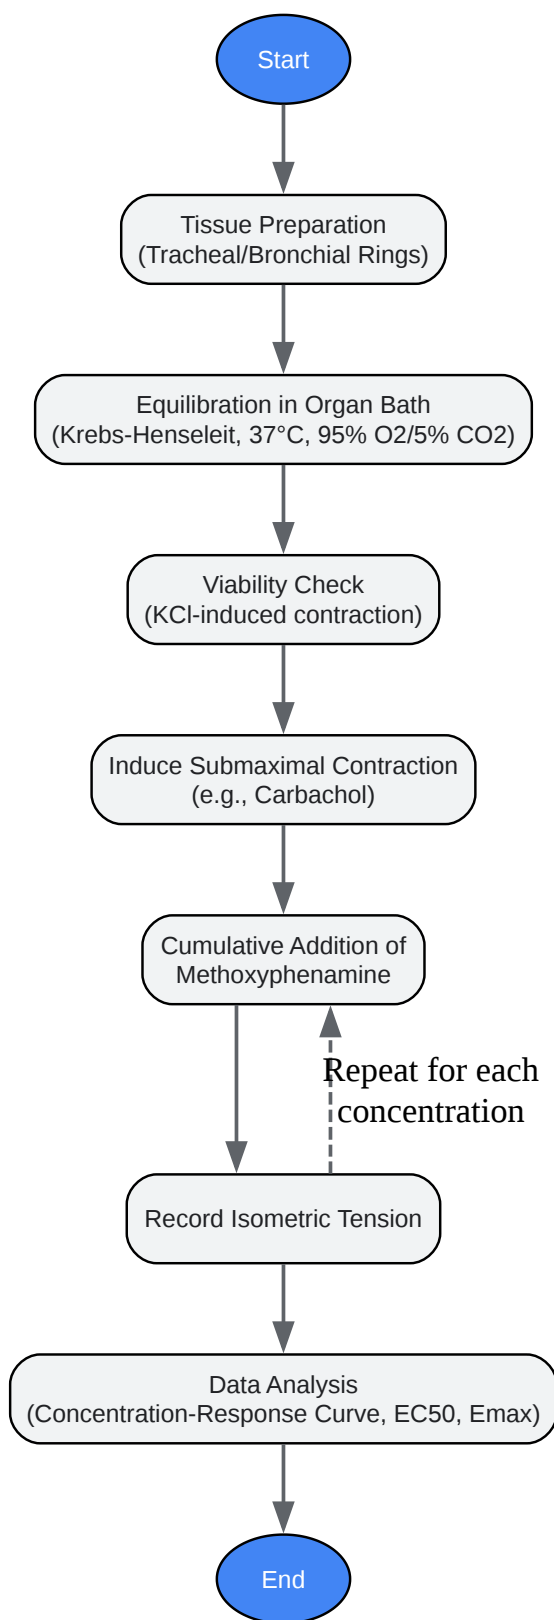 Start
Tissue Preparation
(Tracheal/Bronchial Rings)
Equilibration in Organ Bath
(Krebs-Henseleit, 37°C, 95% O2/5% CO2)
Viability Check
(KCl-induced contraction)
Induce Submaximal Contraction
(e.g., Carbachol)
Cumulative Addition of
Methoxyphenamine
Repeat for each
concentration
Record Isometric Tension
Data Analysis
(Concentration-Response Curve, EC50, Emax)
End